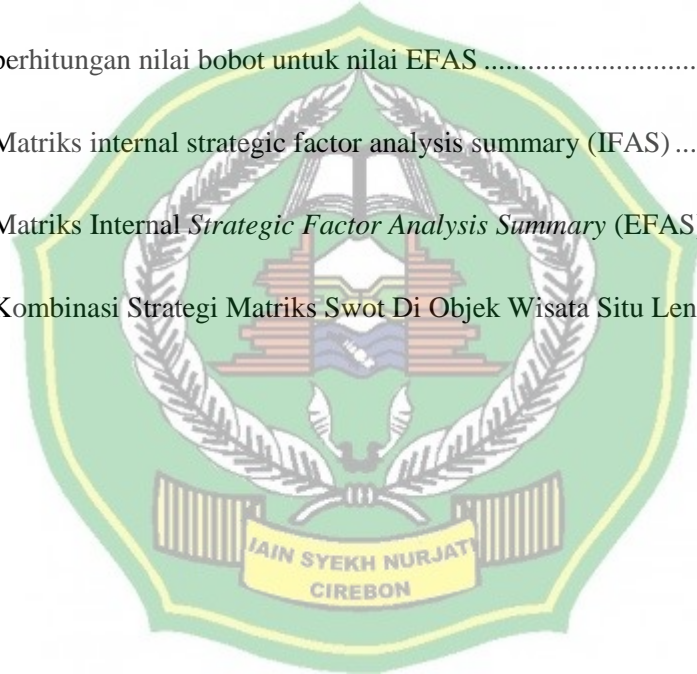 perhitungan nilai bobot untuk nilai EFAS ............................
Matriks internal strategic factor analysis summary (IFAS) ...
Matriks Internal Strategic Factor Analysis Summary (EFAS
Kombinasi Strategi Matriks Swot Di Objek Wisata Situ Len
IAIN SYEKH NURJATI
CIREBON